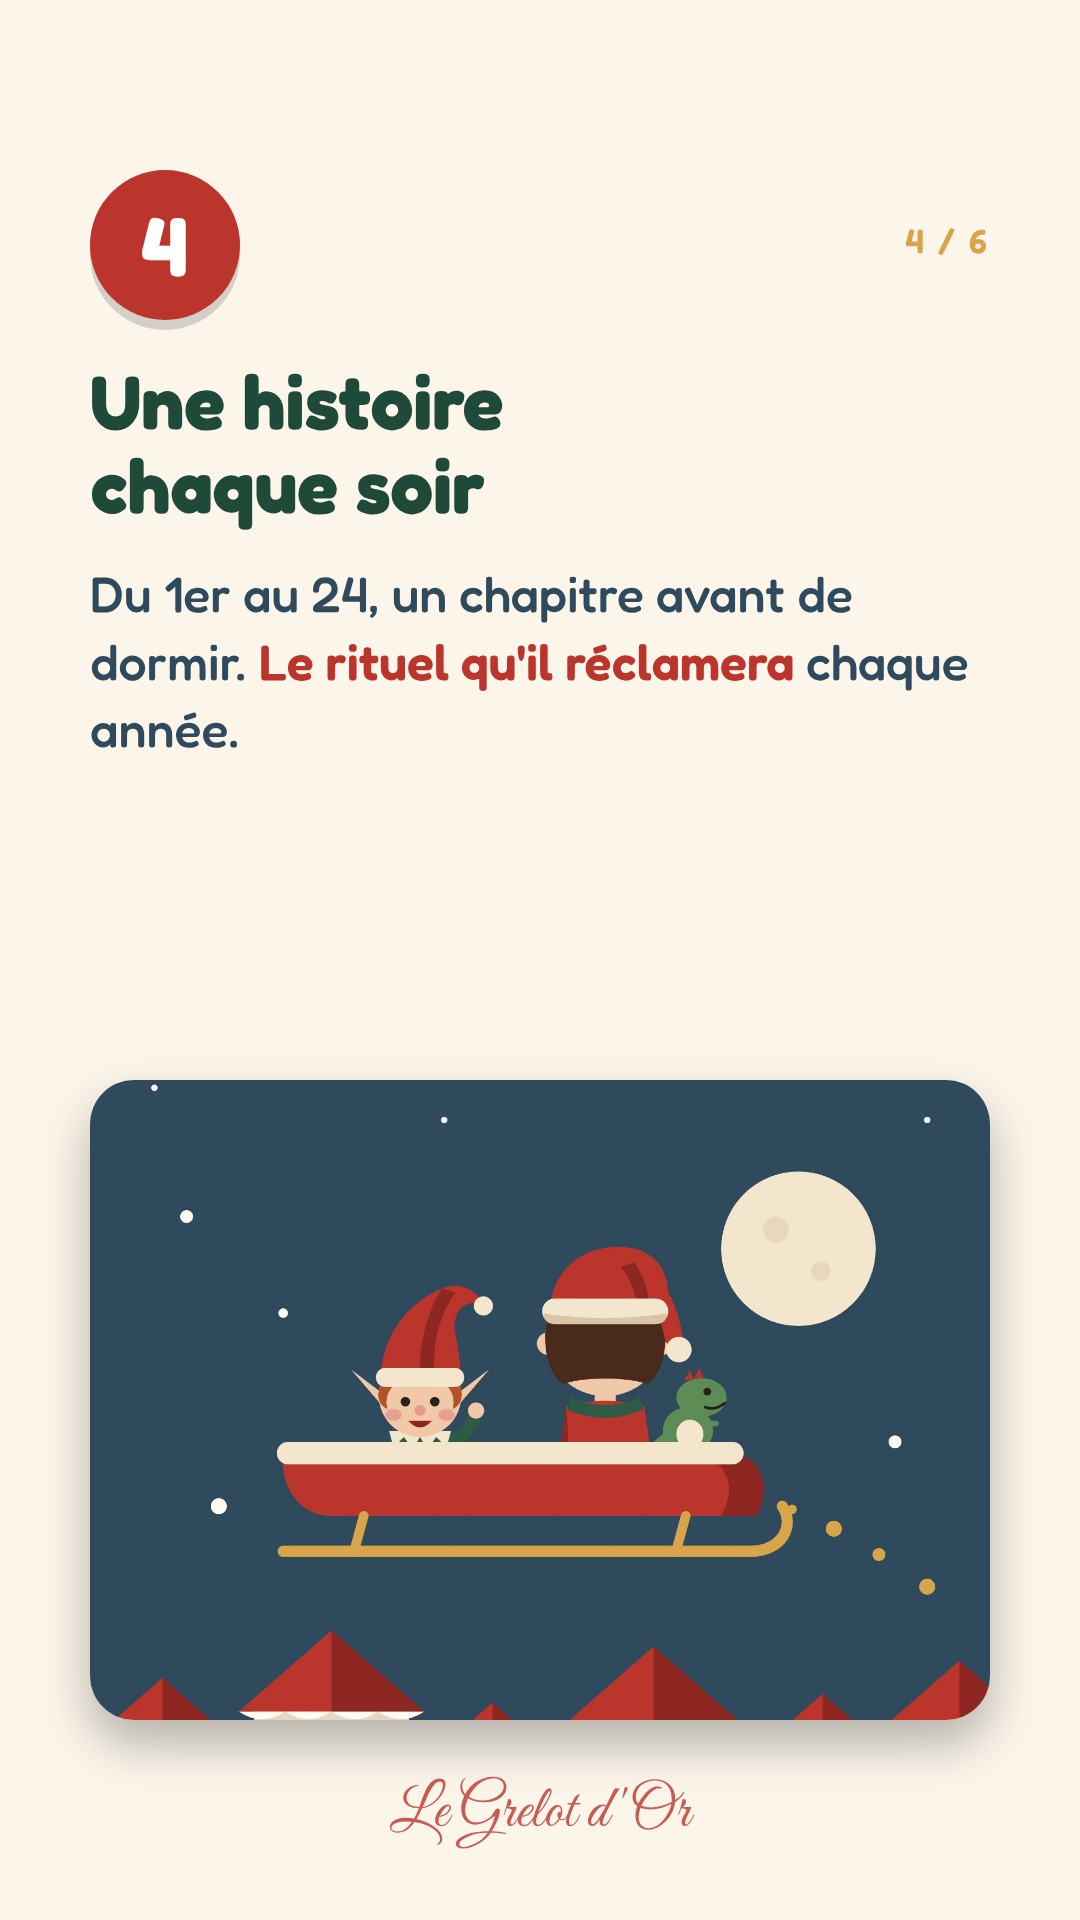 4
4 / 6
Une histoire
chaque soir
Du 1er au 24, un chapitre avant de
dormir. Le rituel qu'il réclamera chaque
année.
Le Grelot d'Or